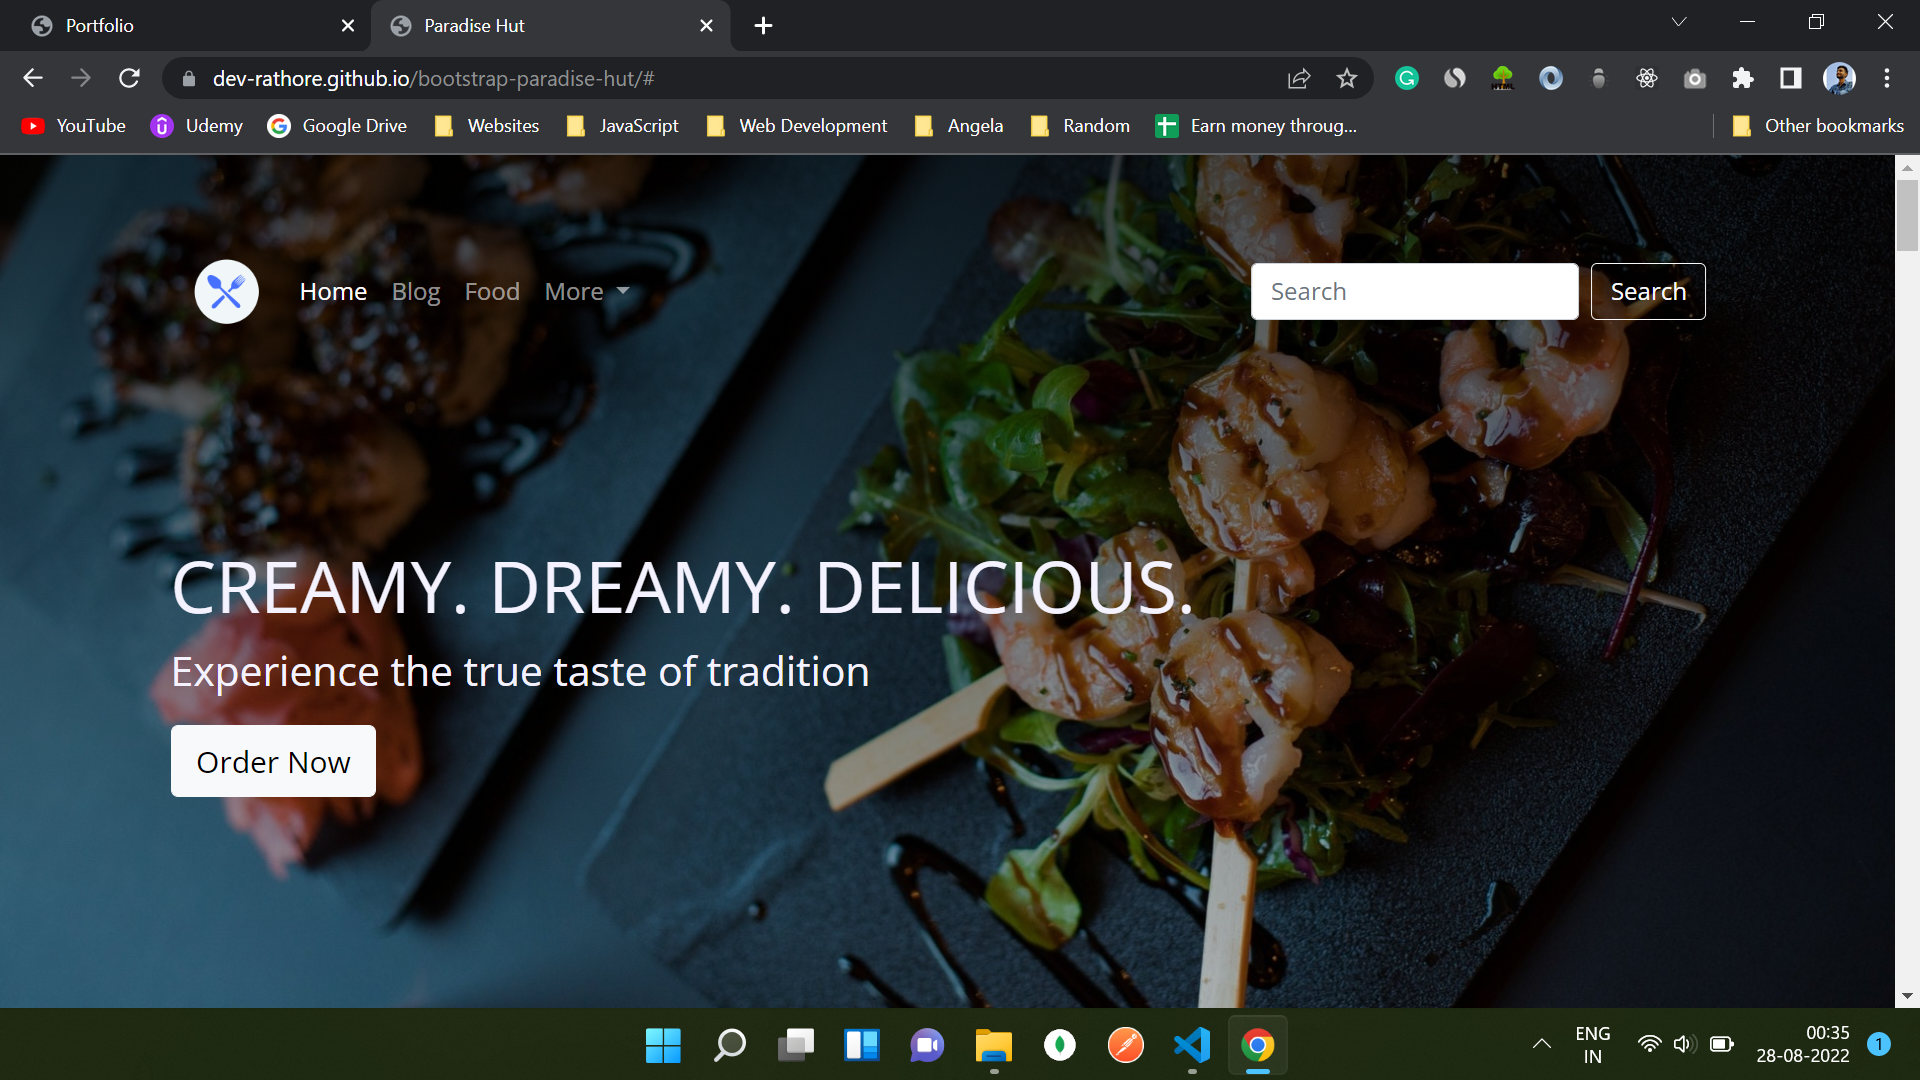 Portfolio
Paradise Hut
dev-rathore.github.io/bootstrap-paradise-hut/#
YouTube
Udemy
Google Drive
Websites
JavaScript
Web Development
Angela
Random
Earn money throug...
Other bookmarks
Home
Blog
Food
More
Search
Search
CREAMY. DREAMY. DELICIOUS.
Experience the true taste of tradition
Order Now
ENG
IN
00:35
28-08-2022
1